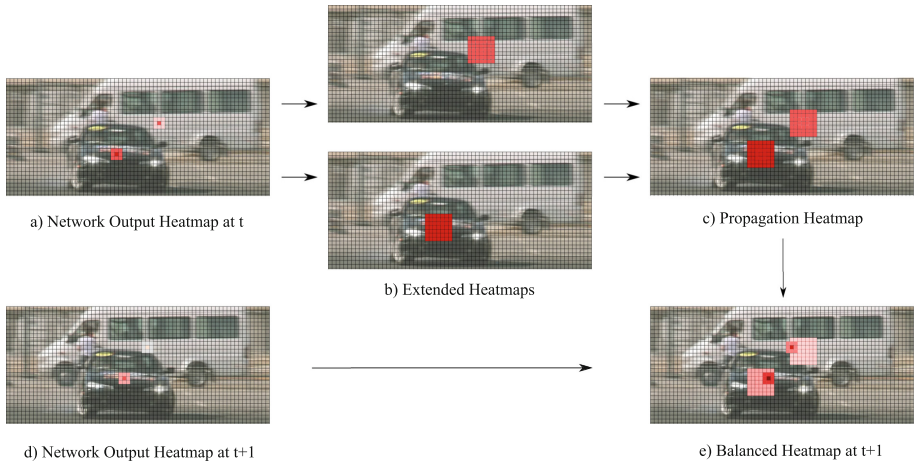 a) Network Output Heatmap at t
b) Extended Heatmaps
c) Propagation Heatmap
d) Network Output Heatmap at t+1
e) Balanced Heatmap at t+1